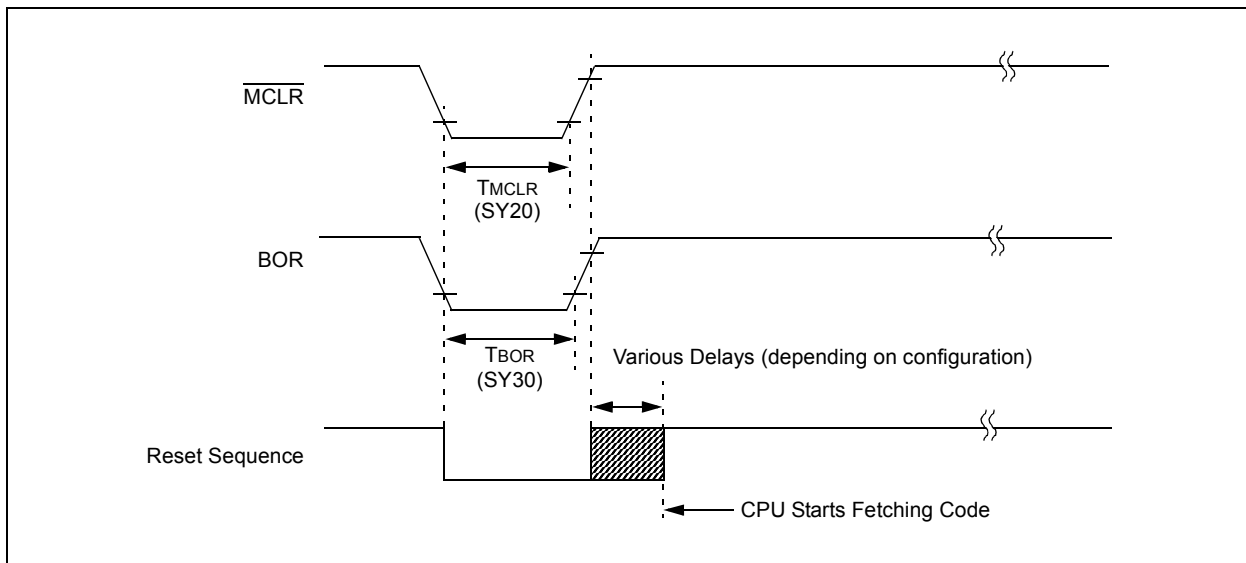 MCLR
TMCLR
(SY20)
BOR
TBOR
(SY30)
Various Delays (depending on configuration)
Reset Sequence
CPU Starts Fetching Code